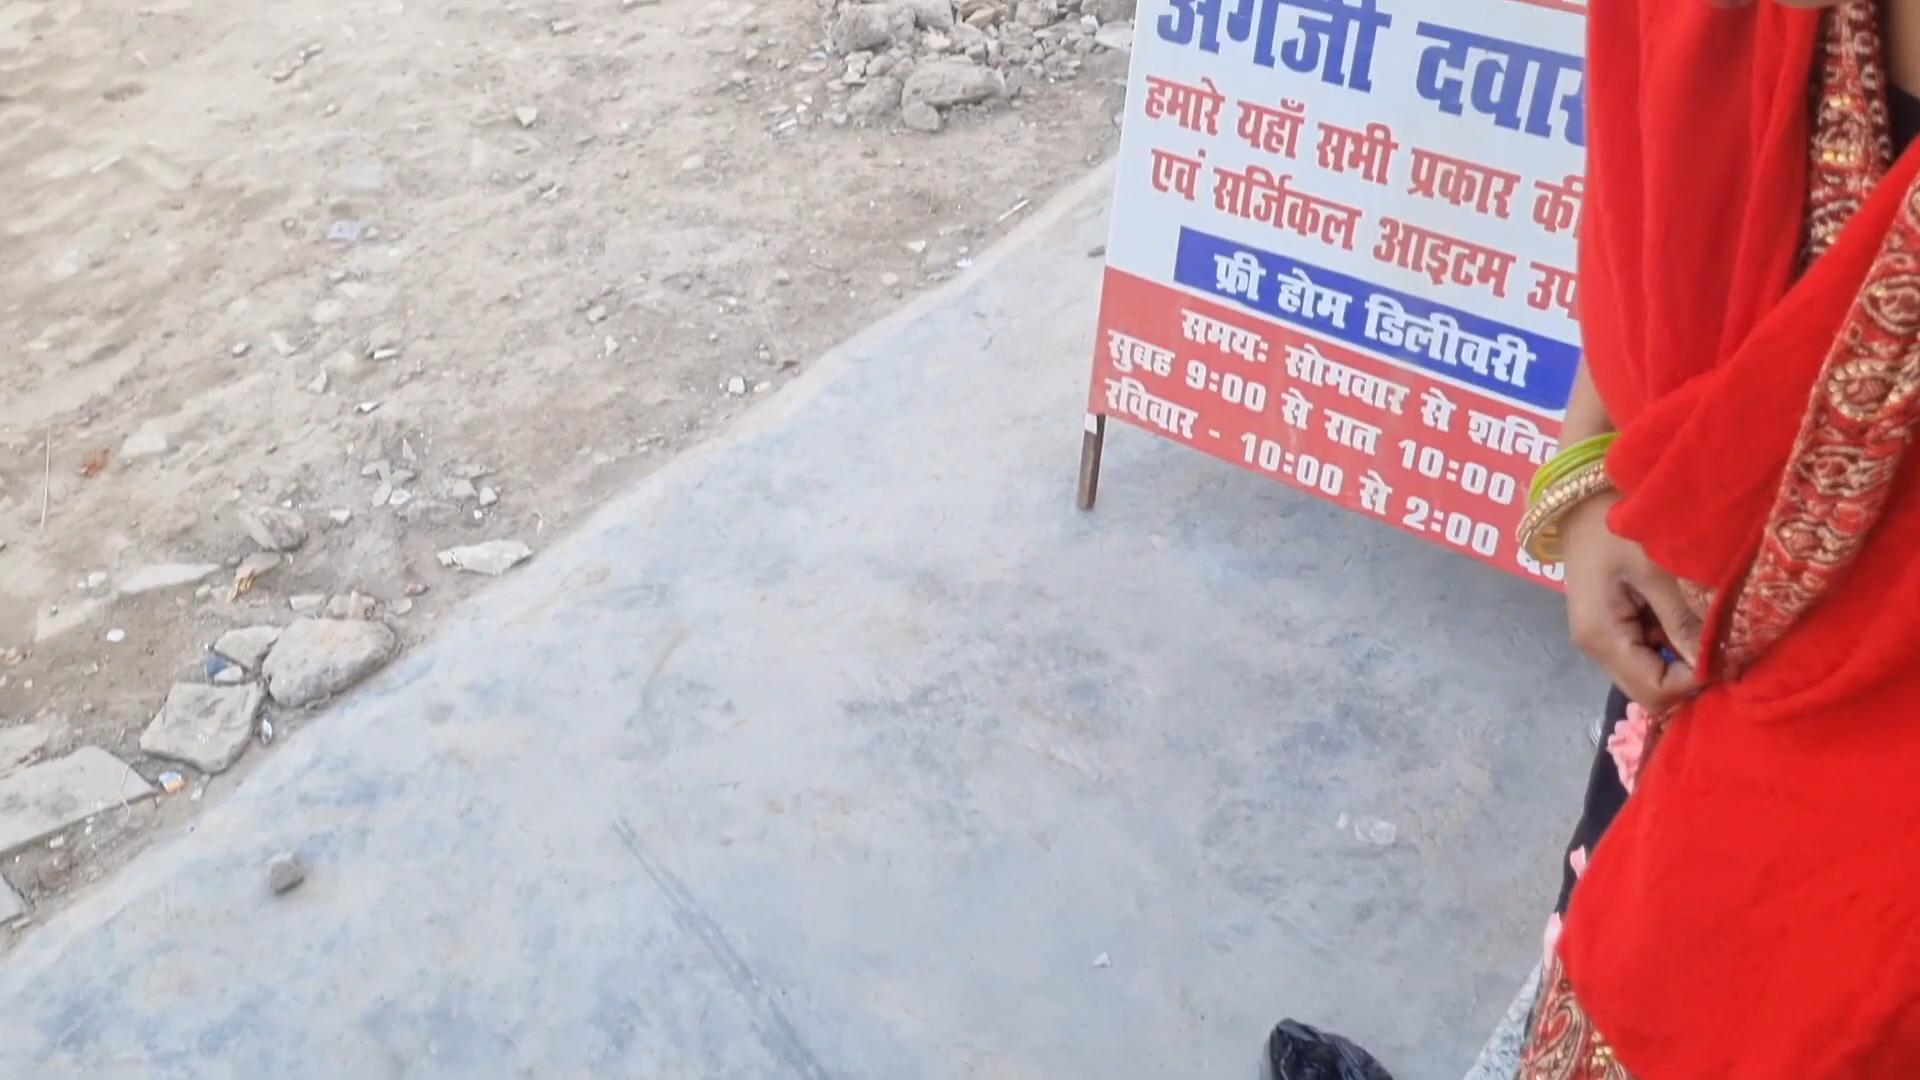 हमारे यहाँ सभी प्रकार की
एवं सर्जिकल आइटम
फ्री होम डिलीवरी
समयः सोमवार से
सुबह 9:00 से रात 10:00
रविवार - 10:00 से 2:00